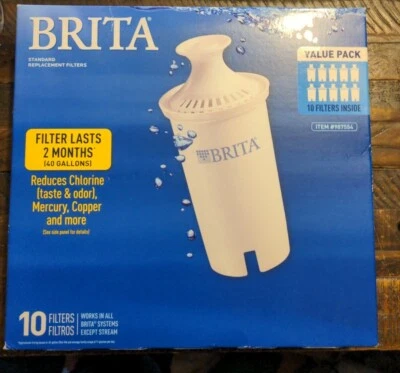 BRITA
STANDARD
REPLACEMENT FILTERS
VALUE PACK
10 FILTERS INSIDE
ITEM #987554
FILTER LASTS
2 MONTHS
(40 GALLONS)
BRITA
Reduces Chlorine
(taste & odor),
Mercury, Copper
and more
(See side panel for details)
10 FILTERS
FILTROS
WORKS IN ALL
BRITA® SYSTEMS
EXCEPT STREAM